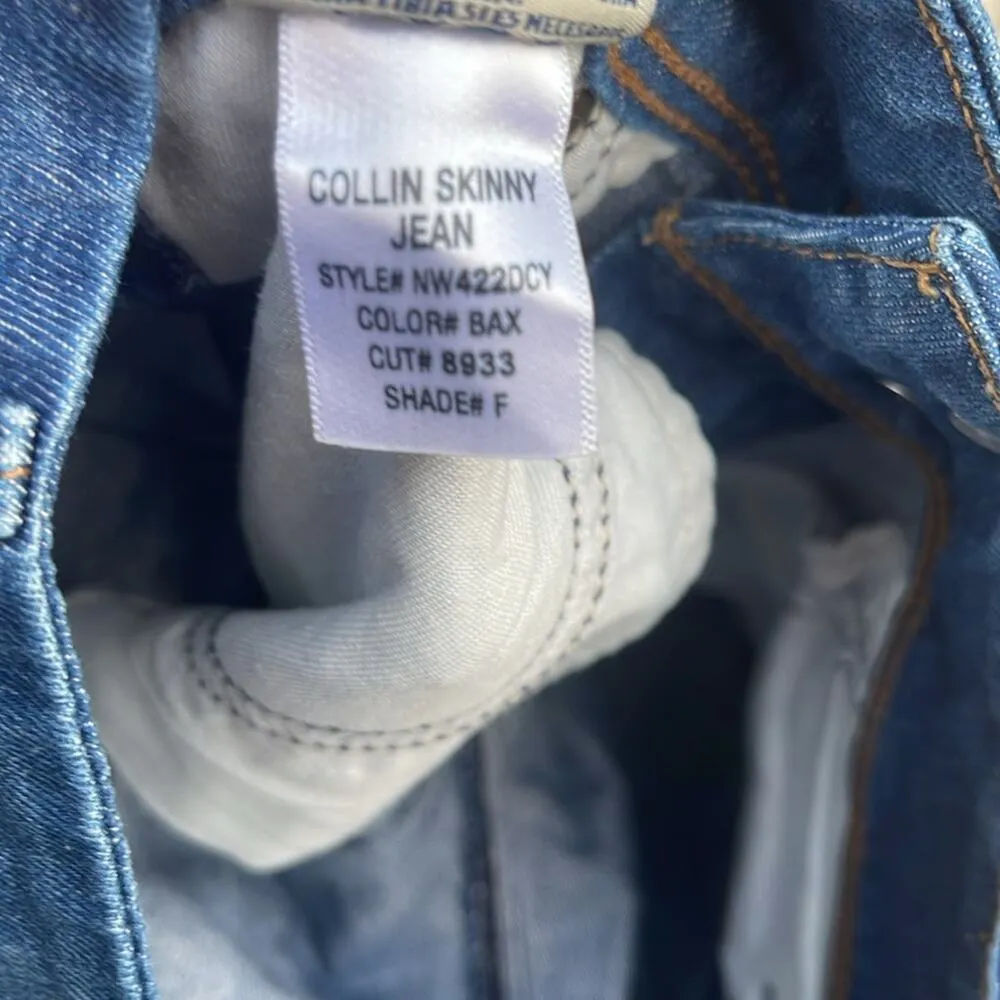 COLLIN SKINNY
JEAN
STYLE# NW422DCY
COLOR# BAX
CUT# 8933
SHADE# F